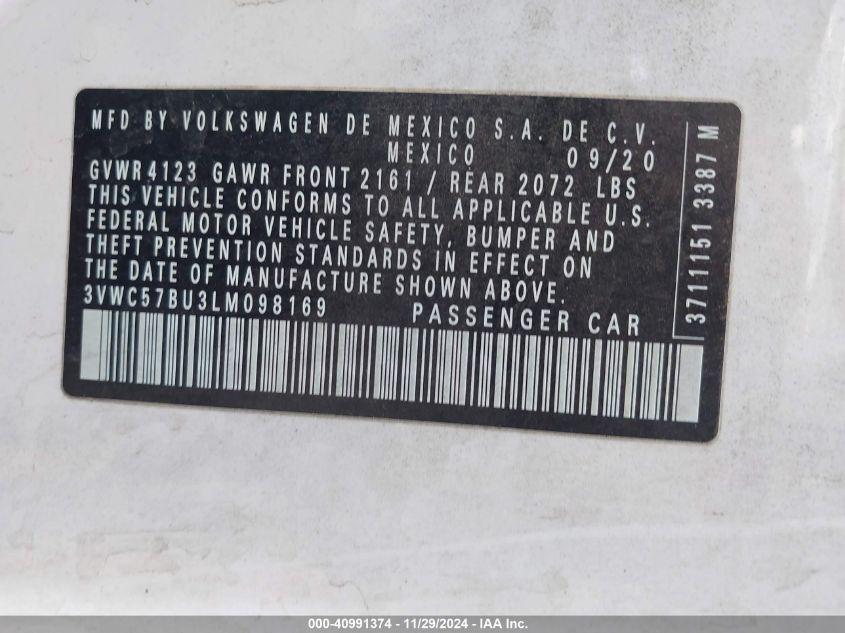 MFD BY VOLKSWAGEN DE MEXICO S.A. DE C.V.
MEXICO 09/20
GVWR 4123 GAWR FRONT 2161 / REAR 2072 LBS
THIS VEHICLE CONFORMS TO ALL APPLICABLE U.S.
FEDERAL MOTOR VEHICLE SAFETY, BUMPER AND
THEFT PREVENTION STANDARDS IN EFFECT ON
THE DATE OF MANUFACTURE SHOWN ABOVE.
3VWC57BU3LM098169 PASSENGER CAR
3711151 3387 M
000-40991374 - 11/29/2024 - IAA Inc.